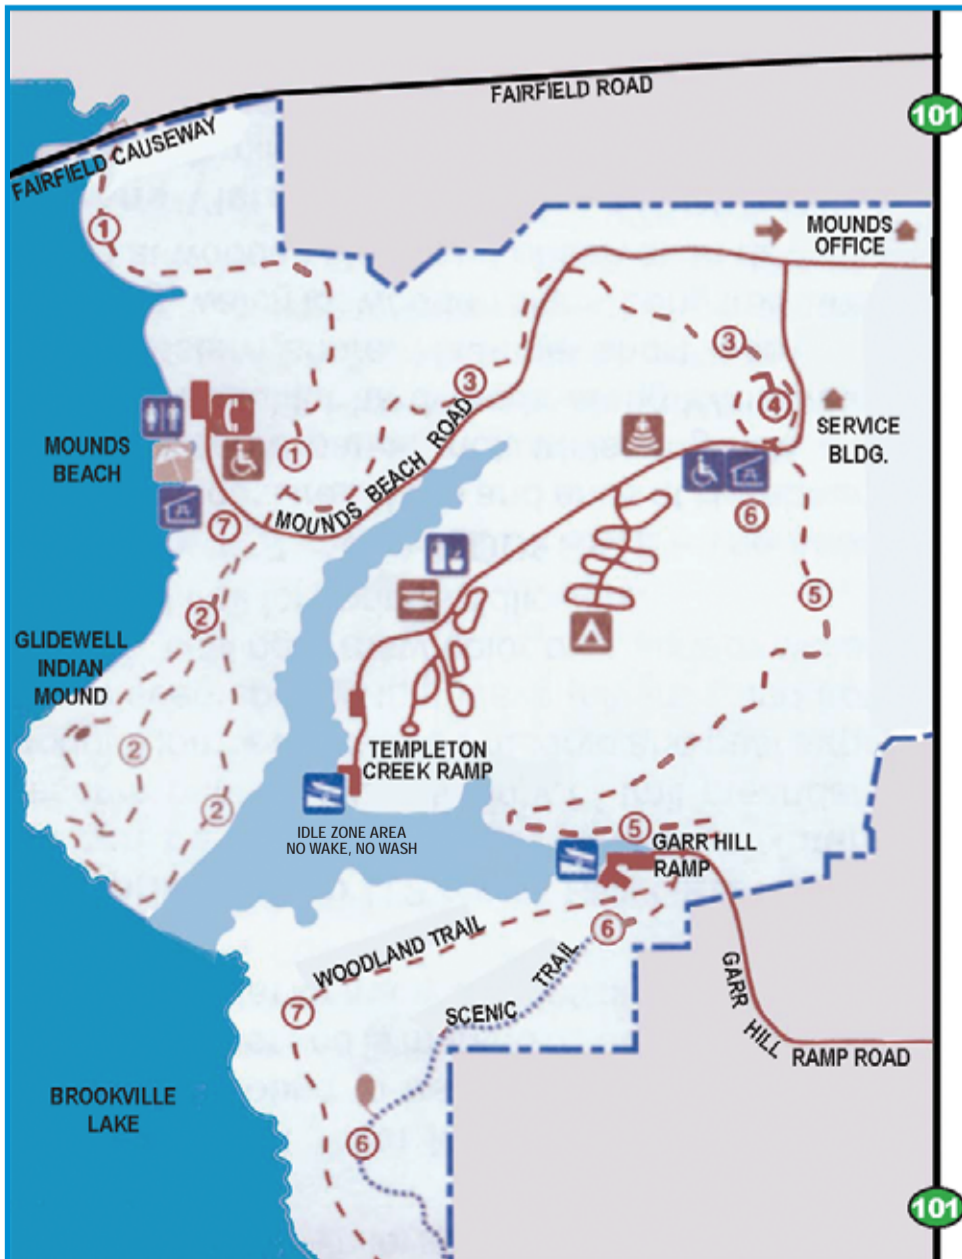 FAIRFIELD ROAD
101
FAIRFIELD CAUSEWAY
1
MOUNDS
OFFICE
3
3
4
SERVICE
BLDG.
MOUNDS
BEACH
1
MOUNDS BEACH ROAD
7
6
5
2
GLIDEWELL
INDIAN
MOUND
2
2
TEMPLETON
CREEK RAMP
IDLE ZONE AREA
NO WAKE, NO WASH
5
GARR HILL
RAMP
6
WOODLAND TRAIL
SCENIC TRAIL
GARR HILL
RAMP ROAD
7
BROOKVILLE
LAKE
6
101